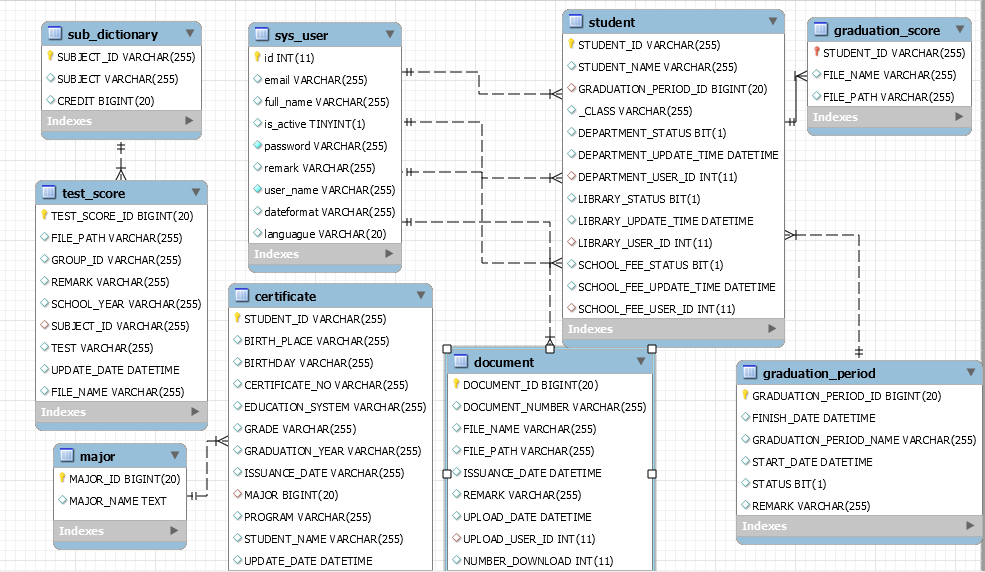 sub_dictionary
SUBJECT_ID VARCHAR(255)
SUBJECT VARCHAR(255)
CREDIT BIGINT(20)
Indexes
sys_user
id INT(11)
email VARCHAR(255)
full_name VARCHAR(255)
is_active TINYINT(1)
password VARCHAR(255)
remark VARCHAR(255)
user_name VARCHAR(255)
dateformat VARCHAR(255)
languague VARCHAR(20)
Indexes
student
STUDENT_ID VARCHAR(255)
STUDENT_NAME VARCHAR(255)
GRADUATION_PERIOD_ID BIGINT(20)
_CLASS VARCHAR(255)
DEPARTMENT_STATUS BIT(1)
DEPARTMENT_UPDATE_TIME DATETIME
DEPARTMENT_USER_ID INT(11)
LIBRARY_STATUS BIT(1)
LIBRARY_UPDATE_TIME DATETIME
LIBRARY_USER_ID INT(11)
SCHOOL_FEE_STATUS BIT(1)
SCHOOL_FEE_UPDATE_TIME DATETIME
SCHOOL_FEE_USER_ID INT(11)
Indexes
graduation_score
STUDENT_ID VARCHAR(255)
FILE_NAME VARCHAR(255)
FILE_PATH VARCHAR(255)
Indexes
test_score
TEST_SCORE_ID BIGINT(20)
FILE_PATH VARCHAR(255)
GROUP_ID VARCHAR(255)
REMARK VARCHAR(255)
SCHOOL_YEAR VARCHAR(255)
SUBJECT_ID VARCHAR(255)
TEST VARCHAR(255)
UPDATE_DATE DATETIME
FILE_NAME VARCHAR(255)
Indexes
certificate
STUDENT_ID VARCHAR(255)
BIRTH_PLACE VARCHAR(255)
BIRTHDAY VARCHAR(255)
CERTIFICATE_NO VARCHAR(255)
EDUCATION_SYSTEM VARCHAR(255)
GRADE VARCHAR(255)
GRADUATION_YEAR VARCHAR(255)
ISSUANCE_DATE VARCHAR(255)
MAJOR BIGINT(20)
PROGRAM VARCHAR(255)
STUDENT_NAME VARCHAR(255)
UPDATE_DATE DATETIME
document
DOCUMENT_ID BIGINT(20)
DOCUMENT_NUMBER VARCHAR(255)
FILE_NAME VARCHAR(255)
FILE_PATH VARCHAR(255)
ISSUANCE_DATE DATETIME
REMARK VARCHAR(255)
UPLOAD_DATE DATETIME
UPLOAD_USER_ID INT(11)
NUMBER_DOWNLOAD INT(11)
graduation_period
GRADUATION_PERIOD_ID BIGINT(20)
FINISH_DATE DATETIME
GRADUATION_PERIOD_NAME VARCHAR(255)
START_DATE DATETIME
STATUS BIT(1)
REMARK VARCHAR(255)
Indexes
major
MAJOR_ID BIGINT(20)
MAJOR_NAME TEXT
Indexes